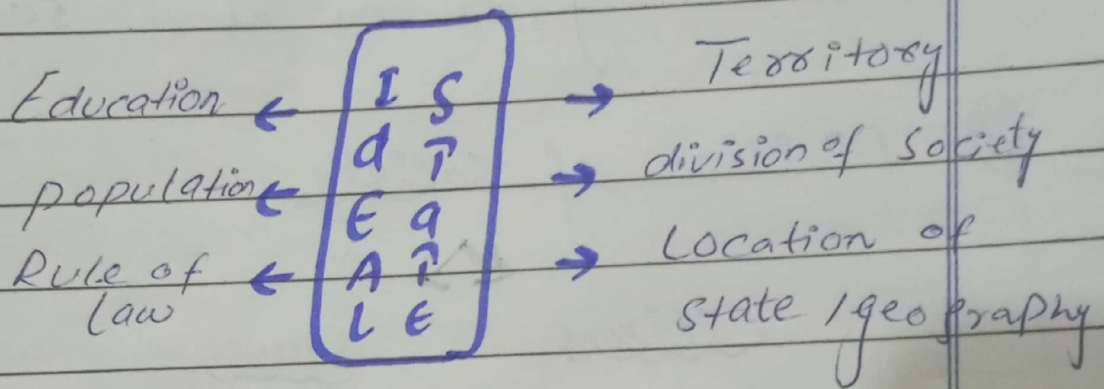 Education ← I S → Territory
population ← d T → division of Society
E a
Rule of ← A T → Location of
law L E State / geography